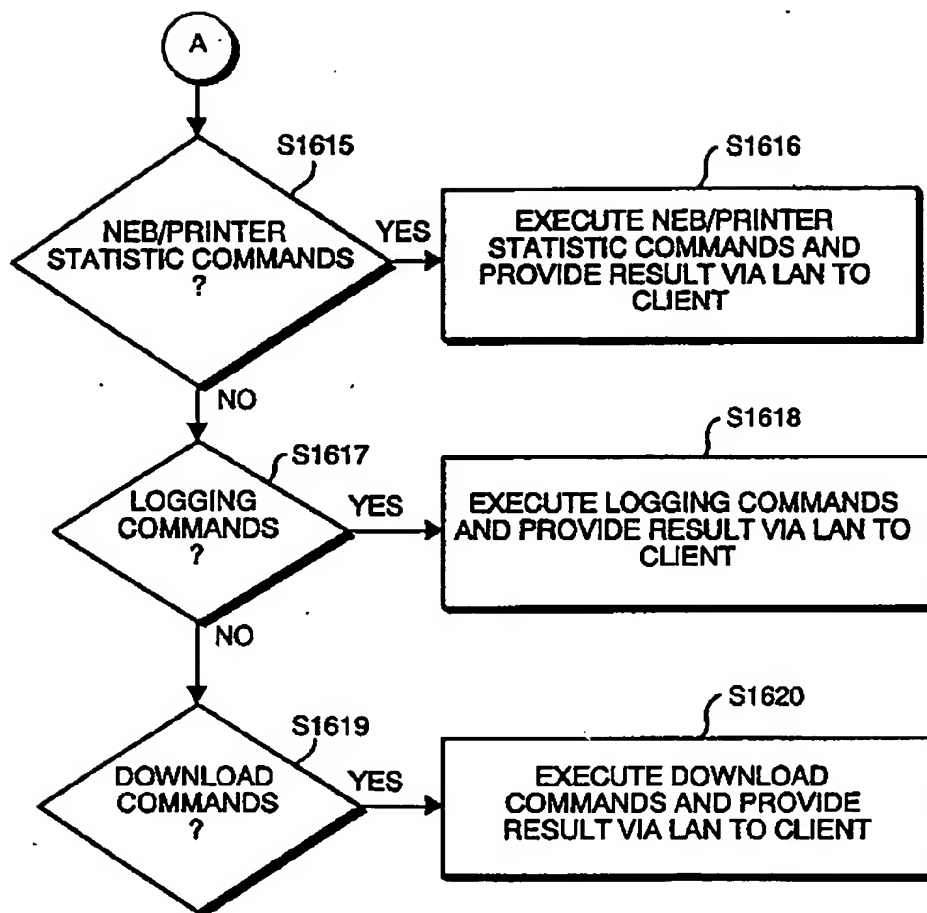 A
S1615
NEB/PRINTER
STATISTIC COMMANDS
?
YES
S1616
EXECUTE NEB/PRINTER
STATISTIC COMMANDS AND
PROVIDE RESULT VIA LAN TO
CLIENT
NO
S1617
LOGGING
COMMANDS
?
YES
S1618
EXECUTE LOGGING COMMANDS
AND PROVIDE RESULT VIA LAN TO
CLIENT
NO
S1619
DOWNLOAD
COMMANDS
?
YES
S1620
EXECUTE DOWNLOAD
COMMANDS AND PROVIDE
RESULT VIA LAN TO CLIENT